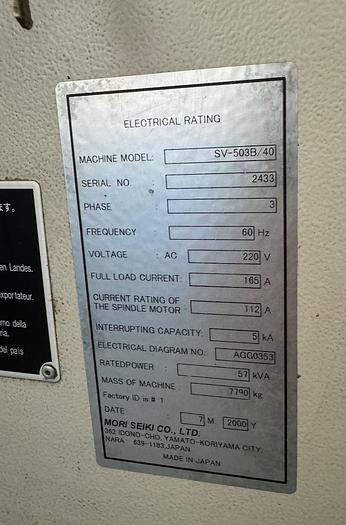 ます。
en Landes.
exportateur.
orno della
na.
del pais
ELECTRICAL RATING
MACHINE MODEL: SV-503B/40
SERIAL NO. : 2433
PHASE : 3
FREQUENCY : 60 Hz
VOLTAGE : AC 220 V
FULL LOAD CURRENT: 165 A
CURRENT RATING OF
THE SPINDLE MOTOR : 112 A
INTERRUPTING CAPACITY: 5 kA
ELECTRICAL DIAGRAM NO.: AGG0353
RATEDPOWER : 57 kVA
MASS OF MACHINE : 7790 kg
Factory ID is # 1
DATE 7 M 2000 Y
MORI SEIKI CO., LTD.
362 IDONO-CHO, YAMATO-KORIYAMA CITY,
NARA 639-1183,JAPAN
MADE IN JAPAN